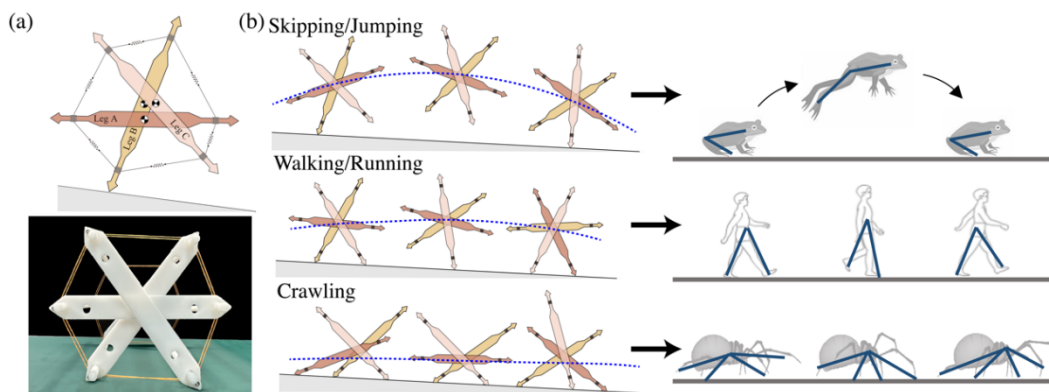 (a)
Leg A
Leg B
Leg C
(b)
Skipping/Jumping
Walking/Running
Crawling